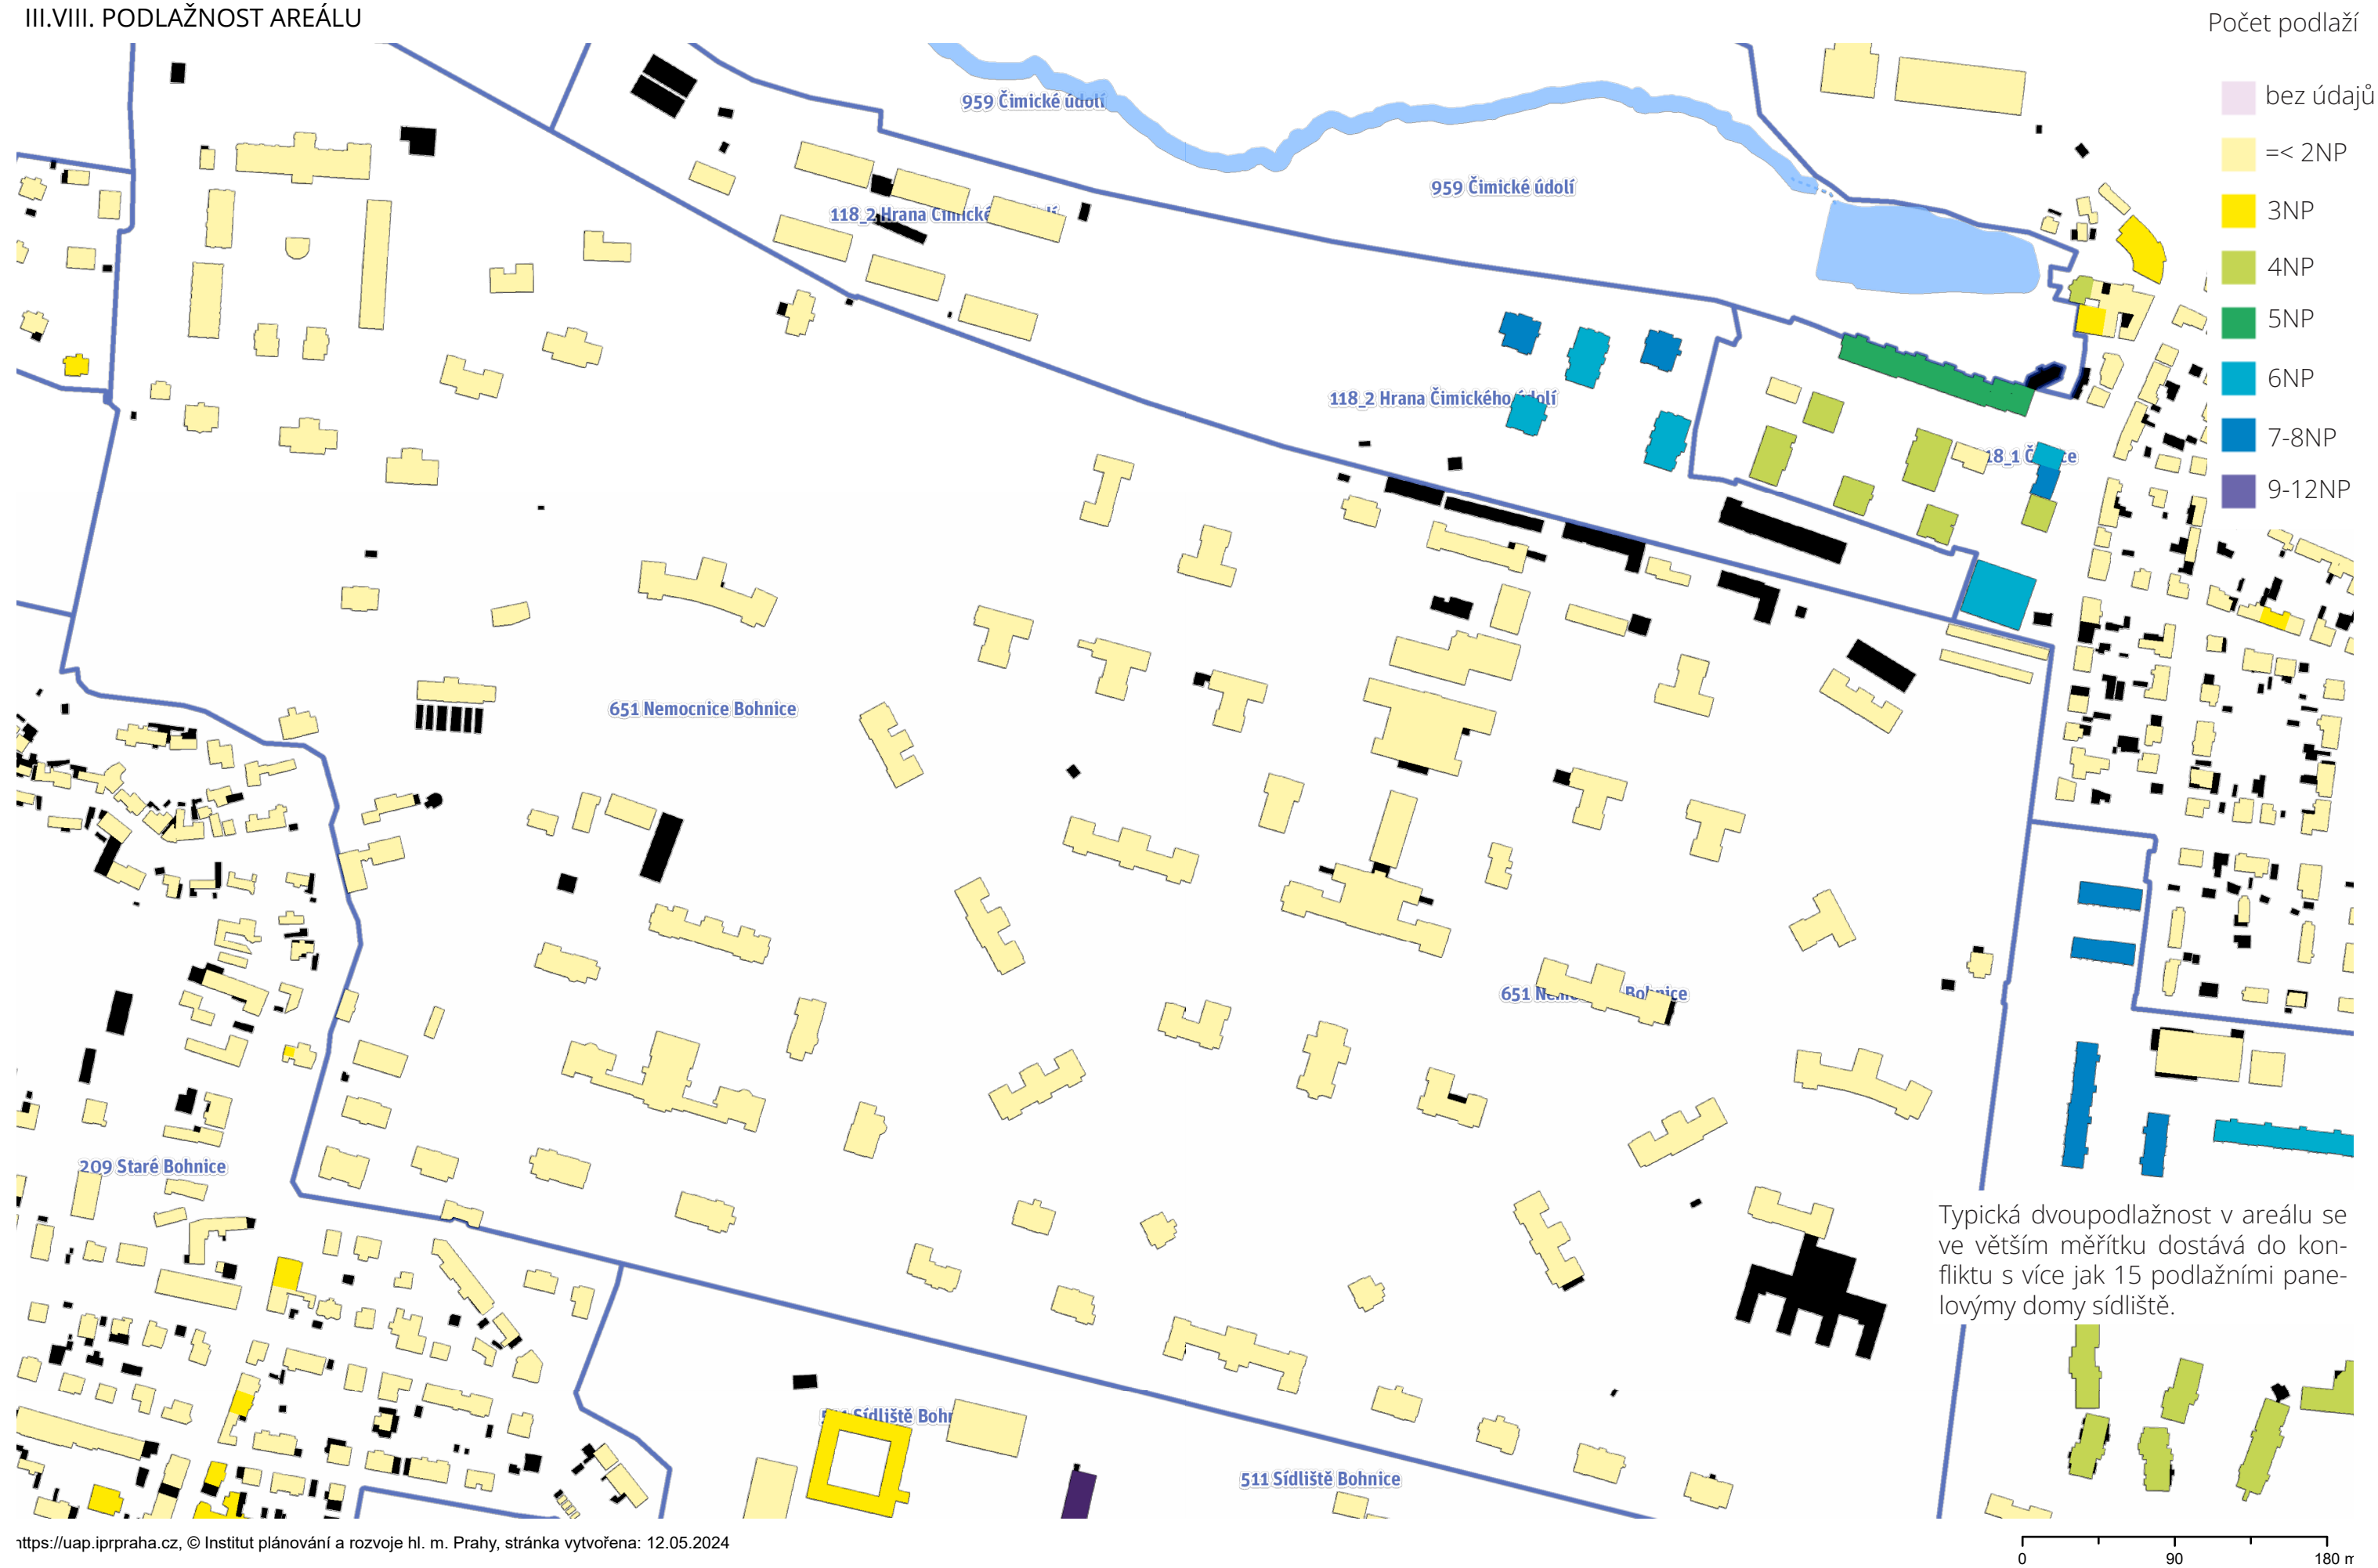 III.VIII. PODLAŽNOST AREÁLU
Počet podlaží
bez údajů
=< 2NP
3NP
4NP
5NP
6NP
7-8NP
9-12NP
959 Čimické údolí
959 Čimické údolí
118_2 Hrana
118_2 Hrana Čimického
651 Nemocnice Bohnice
651
209 Staré Bohnice
Sídliště
511 Sídliště Bohnice
Typická dvoupodlažnost v areálu se
ve větším měřítku dostává do kon-
fliktu s více jak 15 podlažními pane-
lovýmy domy sídliště.
ttps://uap.iprpraha.cz, © Institut plánování a rozvoje hl. m. Prahy, stránka vytvořena: 12.05.2024
0 90 180 m